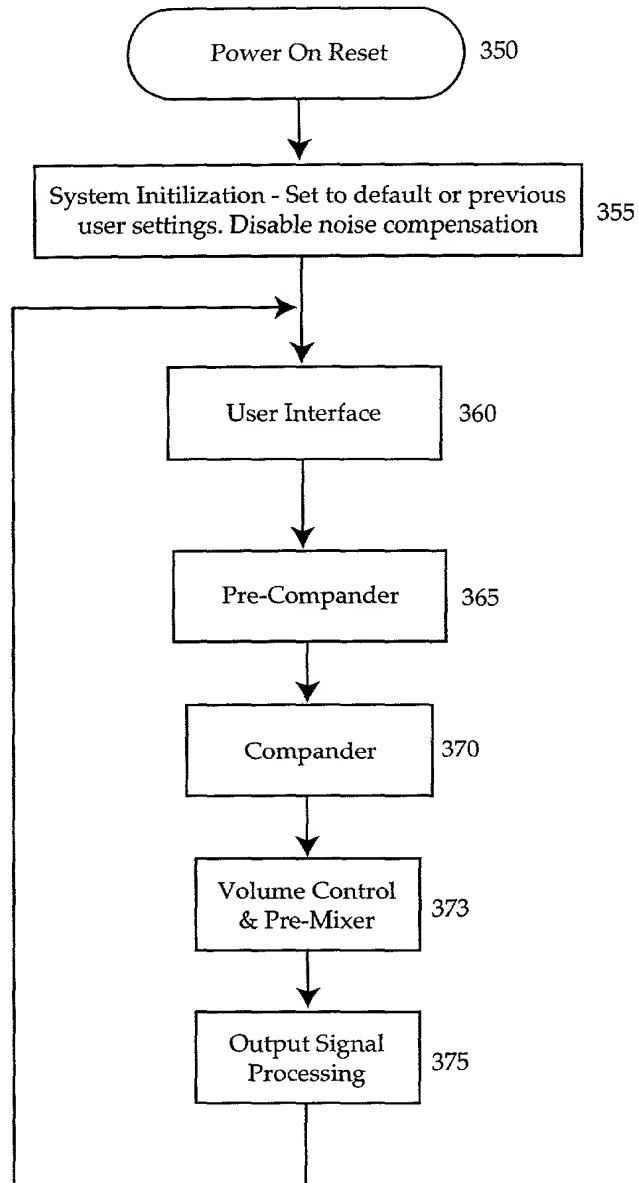 Power On Reset 350
System Initilization - Set to default or previous
user settings. Disable noise compensation 355
User Interface 360
Pre-Compander 365
Compander 370
Volume Control
& Pre-Mixer 373
Output Signal
Processing 375